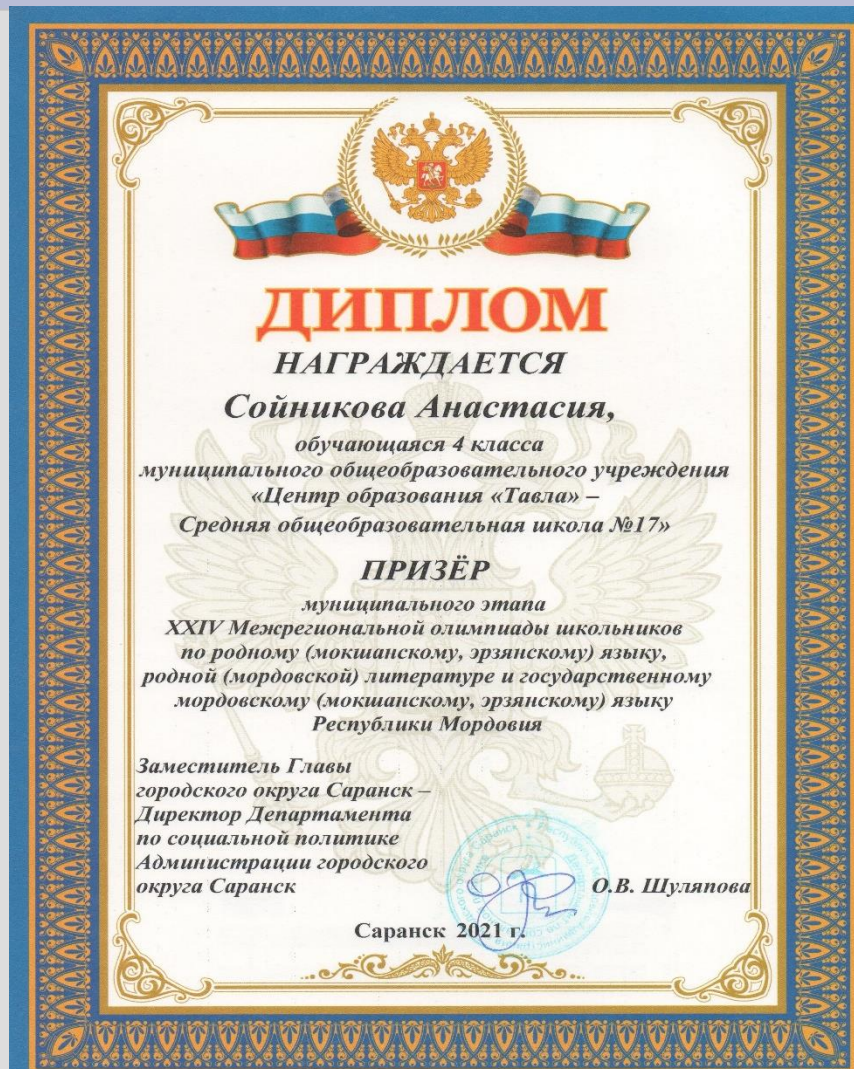 ДИПЛОМ
НАГРАЖДАЕТСЯ
Сойникова Анастасия,
обучающаяся 4 класса
муниципального общеобразовательного учреждения
«Центр образования «Тавла» –
Средняя общеобразовательная школа №17»
ПРИЗЁР
муниципального этапа
XXIV Межрегиональной олимпиады школьников
по родному (мокшанскому, эрзянскому) языку,
родной (мордовской) литературе и государственному
мордовскому (мокшанскому, эрзянскому) языку
Республики Мордовия
Заместитель Главы
городского округа Саранск –
Директор Департамента
по социальной политике
Администрации городского
округа Саранск
О.В. Шуляпова
Саранск 2021 г.